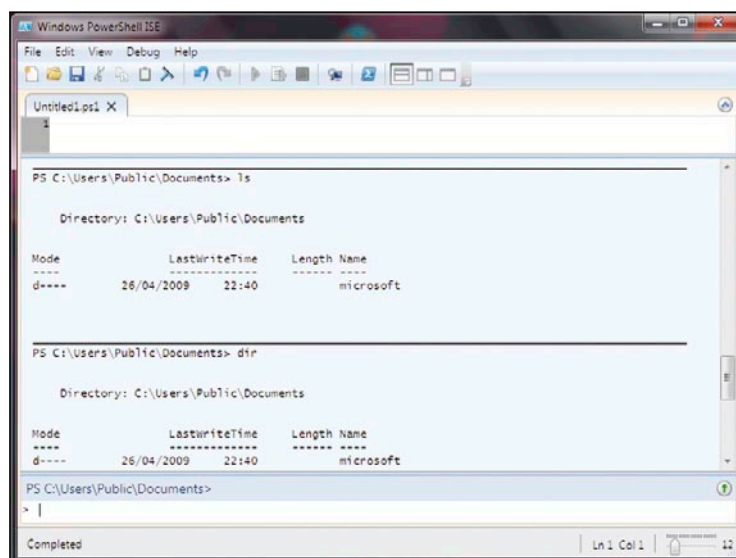 Windows PowerShell ISE
File Edit View Debug Help
Untitled1.ps1 X
1
PS C:\Users\Public\Documents> ls
Directory: C:\Users\Public\Documents
Mode LastWriteTime Length Name
---- ------------- ------ ----
d---- 26/04/2009 22:40 microsoft
PS C:\Users\Public\Documents> dir
Directory: C:\Users\Public\Documents
Mode LastWriteTime Length Name
---- ------------- ------ ----
d---- 26/04/2009 22:40 microsoft
PS C:\Users\Public\Documents>
> |
Completed Ln 1 Col 1 12